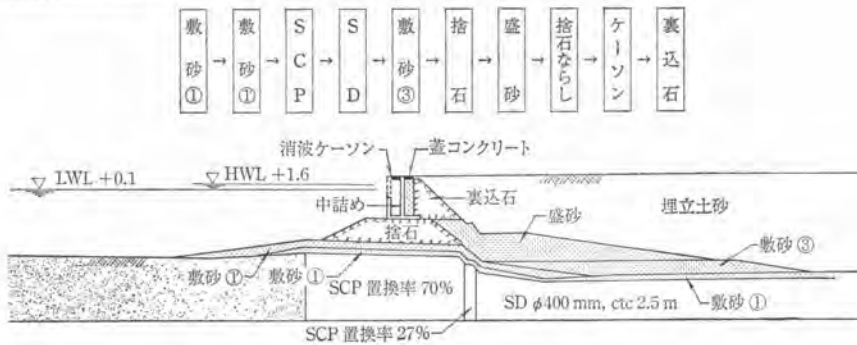 敷砂① → 敷砂① → SCP → SD → 敷砂③ → 捨石 → 盛砂 → 捨石ならし → ケーソン → 裏込石
消波ケーソン 蓋コンクリート
LWL +0.1 HWL +1.6
中詰め 裏込石 埋立土砂
盛砂
捨石
敷砂③
敷砂① 敷砂①
SCP 置換率 70%
敷砂①
SD φ400 mm, ctc 2.5 m
SCP 置換率 27%